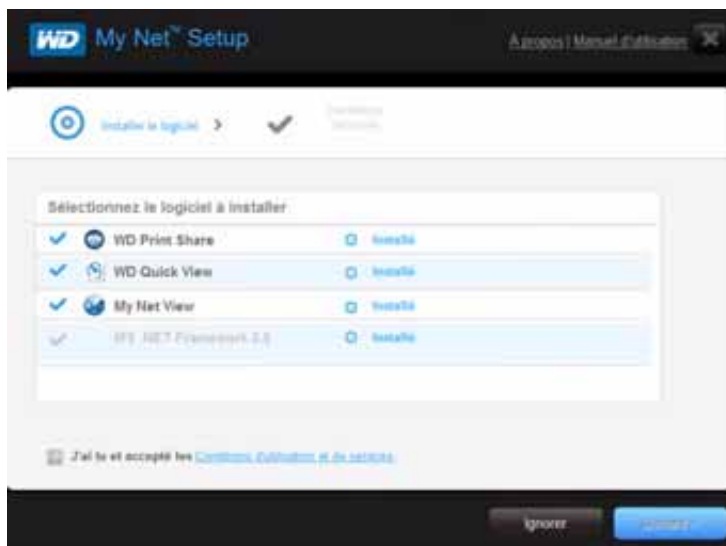 WD My Net™ Setup
A propos | Manuel d'utilisation
Installer le logiciel
Sélectionnez le logiciel à installer
WD Print Share Installé
WD Quick View Installé
My Net View Installé
MS .NET Framework Installé
J'ai lu et accepté les Conditions d'utilisation et de services.
Ignorer